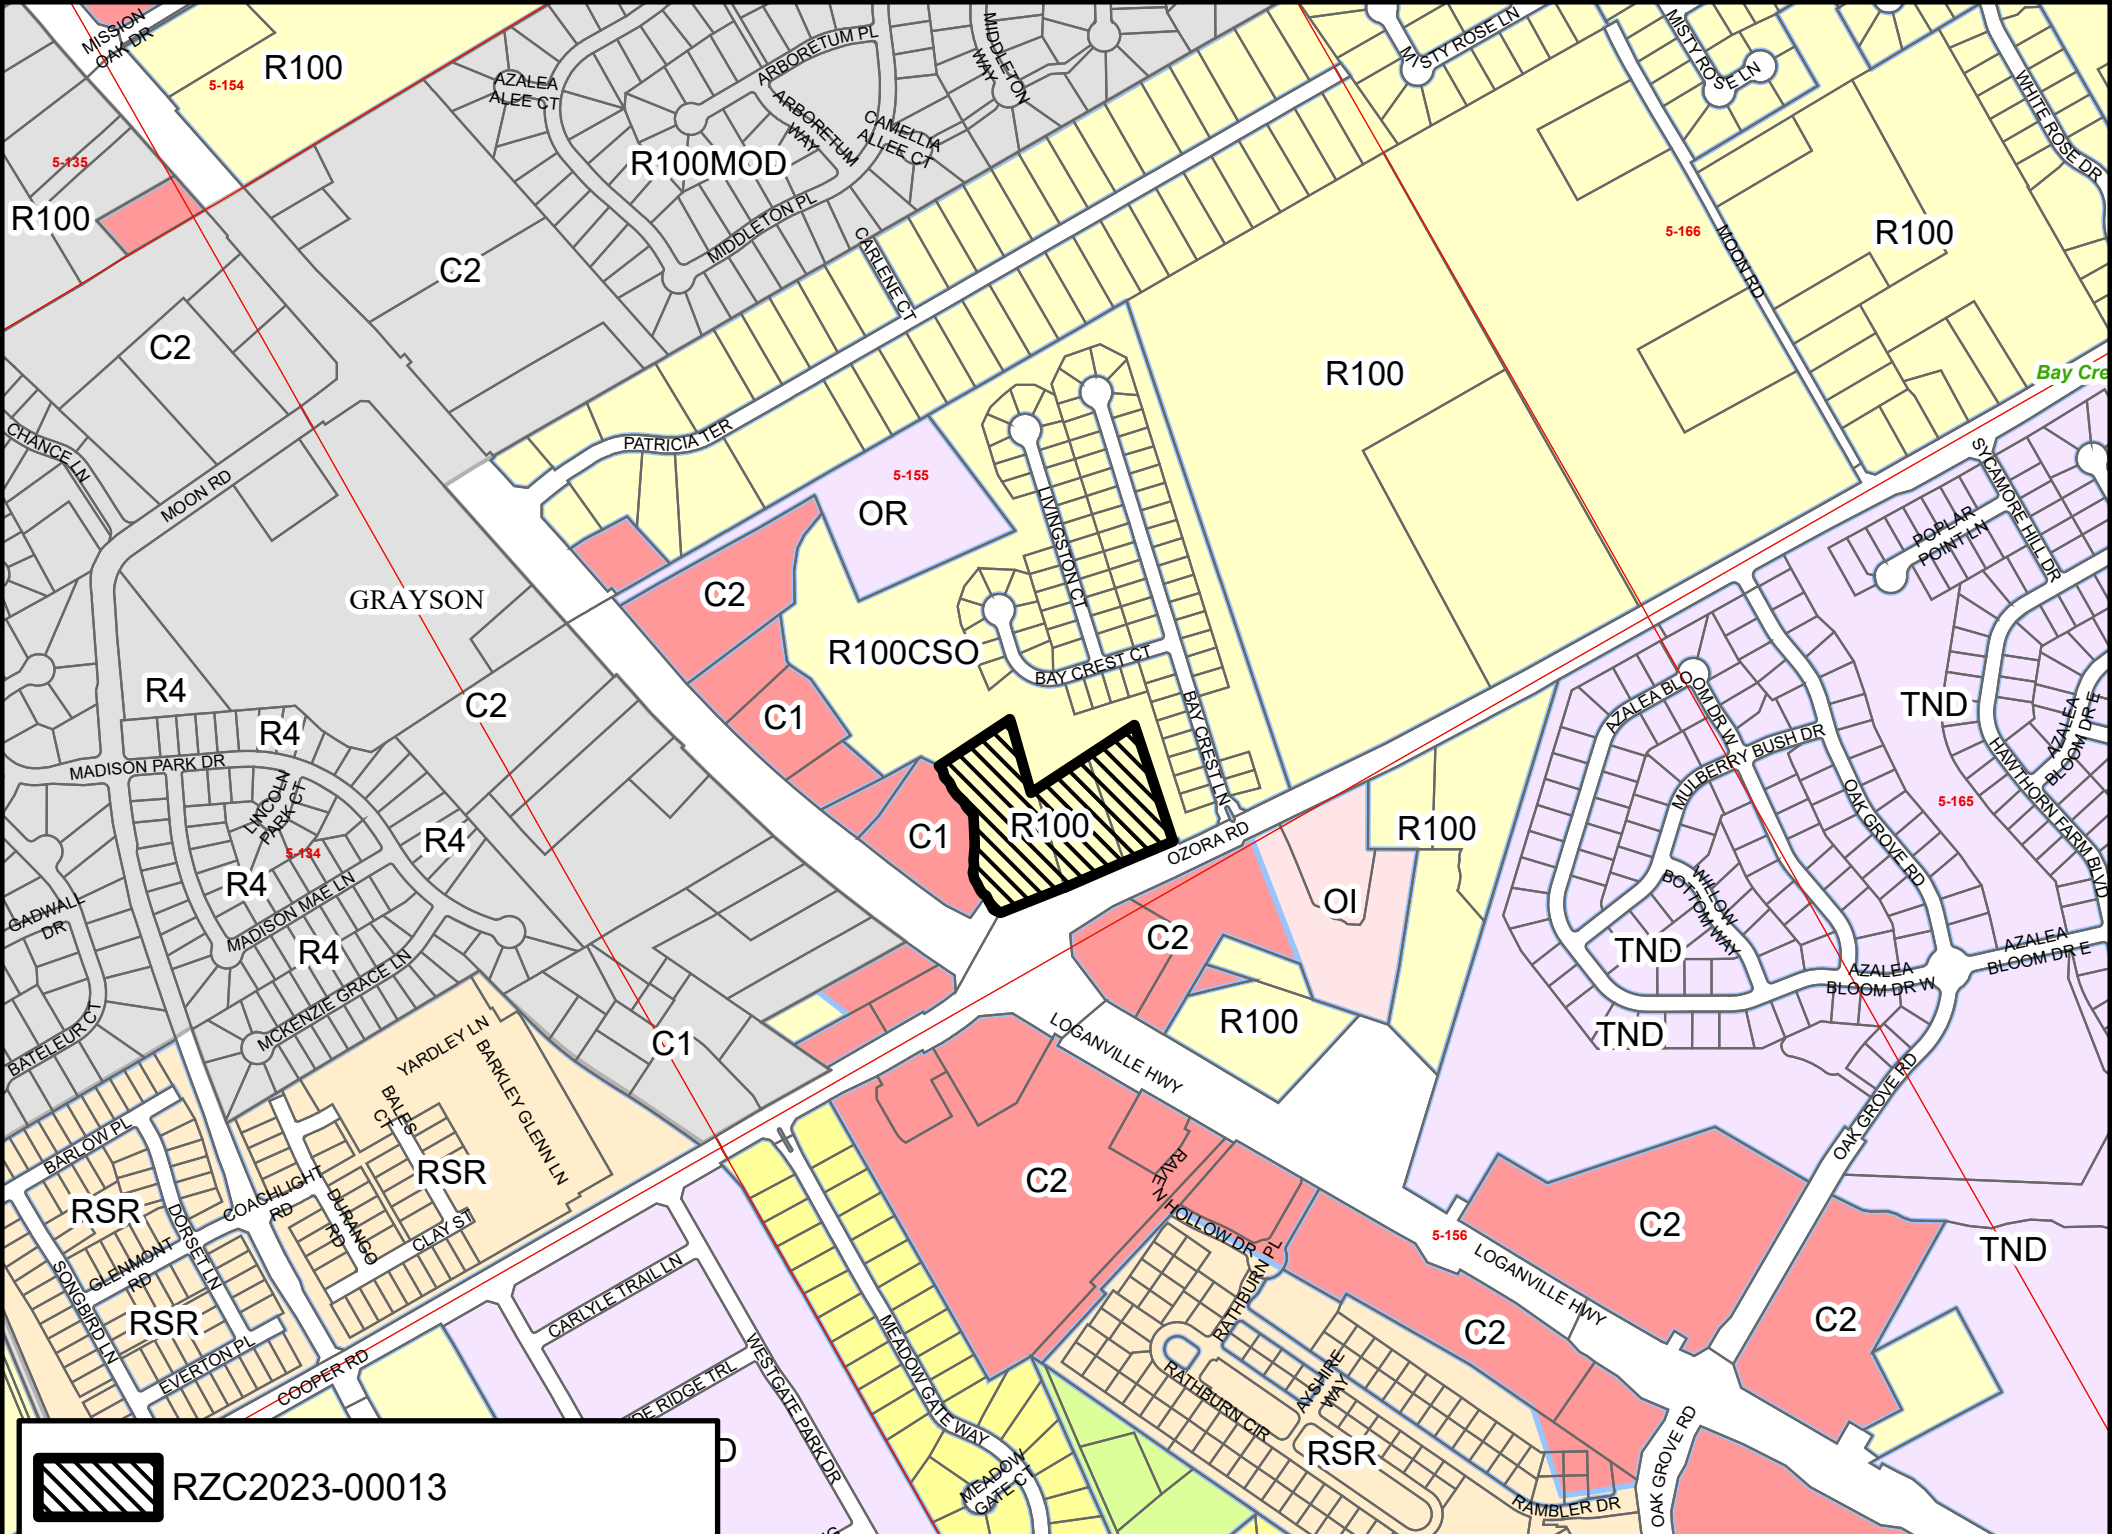 MISSION
OAK DR
R100
5-154
AZALEA
ALEE CT
ARBORETUM PL
MIDDLETON
WAY
MISTY ROSE LN
MISTY ROSE LN
WHITE ROSE DR
5-135
R100
R100MOD
ARBORETUM
WAY
CAMELLIA
ALLEE CT
MIDDLETON PL
CARLENE CT
C2
C2
5-166
MOON RD
R100
R100
Bay Cre
CHANCE LN
MOON RD
PATRICIA TER
5-155
OR
LIVINGSTON CT
SYCAMORE HILL DR
POPLAR
POINT LN
GRAYSON
C2
R100CSO
BAY CREST CT
BAY CREST LN
R4
R4
C2
C1
AZALEA BLOOM DR W
MULBERRY BUSH DR
TND
AZALEA
BLOOM DR E
HAWTHORN FARM BLVD
MADISON PARK DR
LINCOLN
PARK CT
5-134
R4
R4
C1
R100
OZORA RD
R100
OAK GROVE RD
5-165
GADWALL
DR
MADISON MAE LN
R4
MCKENZIE GRACE LN
C2
OI
WILLOW
BOTTOM WAY
TND
AZALEA
BLOOM DR W
AZALEA
BLOOM DR E
BATELEUR CT
YARDLEY LN
BARKLEY GLENN LN
C1
LOGANVILLE HWY
R100
TND
OAK GROVE RD
BARLOW PL
BALES
CT
RSR
RSR
DORSET LN
COACHLIGHT
RD
DURANGO
RD
CLAY ST
C2
RAVEN HOLLOW DR
RATHBURN PL
5-156
C2
TND
SONGBIRD LN
GLENMONT
RD
RSR
EVERTON PL
COOPER RD
CARLYLE TRAIL LN
WESTGATE PARK DR
DE RIDGE TRL
MEADOW GATE WAY
MEADOW
GATE CT
LOGANVILLE HWY
C2
C2
RATHBURN CIR
AYSHIRE
WAY
RSR
RAMBLER DR
OAK GROVE RD
D
RZC2023-00013